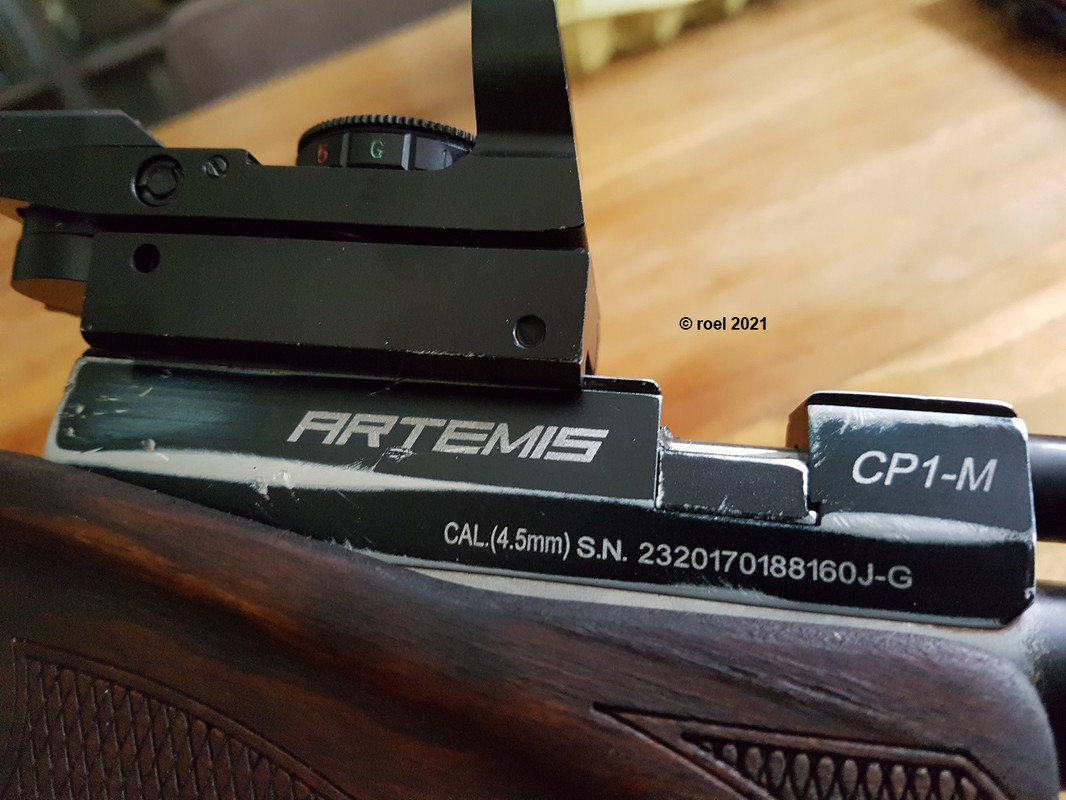 5 G 1
© roel 2021
ARTEMIS
CP1-M
CAL.(4.5mm) S.N. 2320170188160J-G